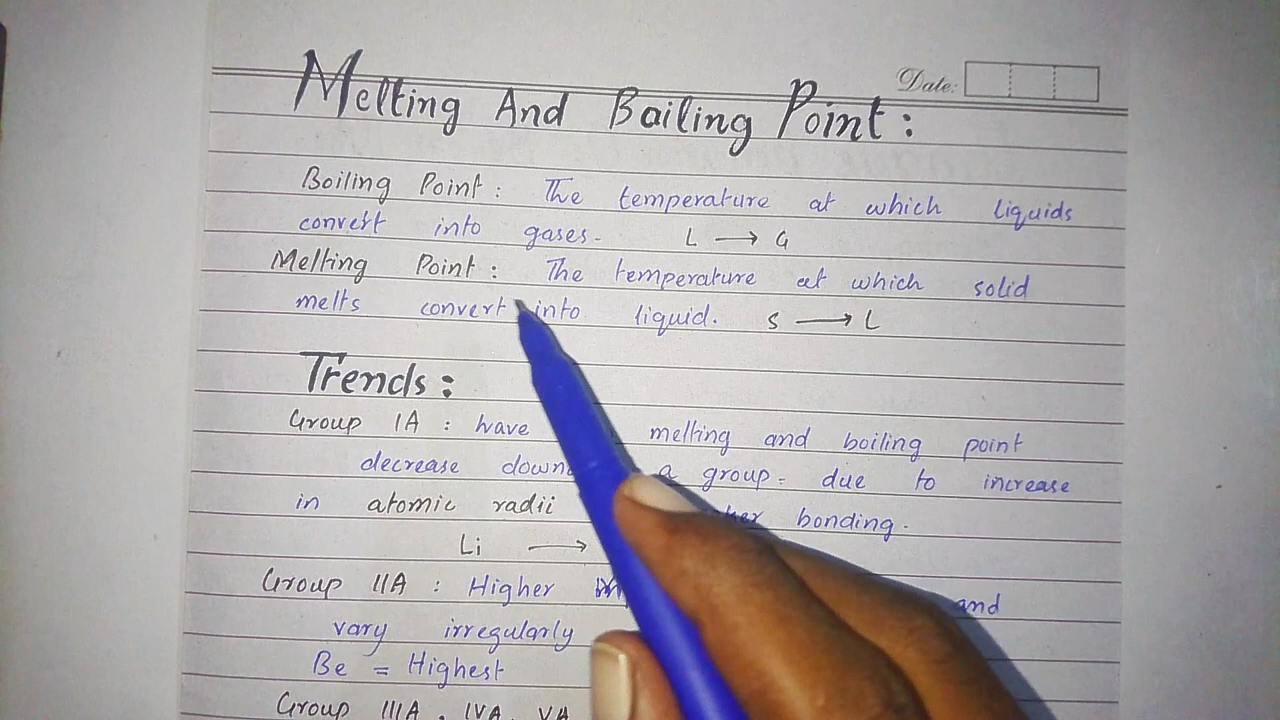 Date:
Melting And Boiling Point:
Boiling Point: The temperature at which liquids
convert into gases. L → G
Melting Point: The temperature at which solid
melts convert into liquid. S → L
Trends:
Group IA: have melting and boiling point
decrease down a group. due to increase
in atomic radii bonding.
Li →
Group IIA: Higher and
vary irregularly
Be = Highest
Group IIIA, IVA, VA